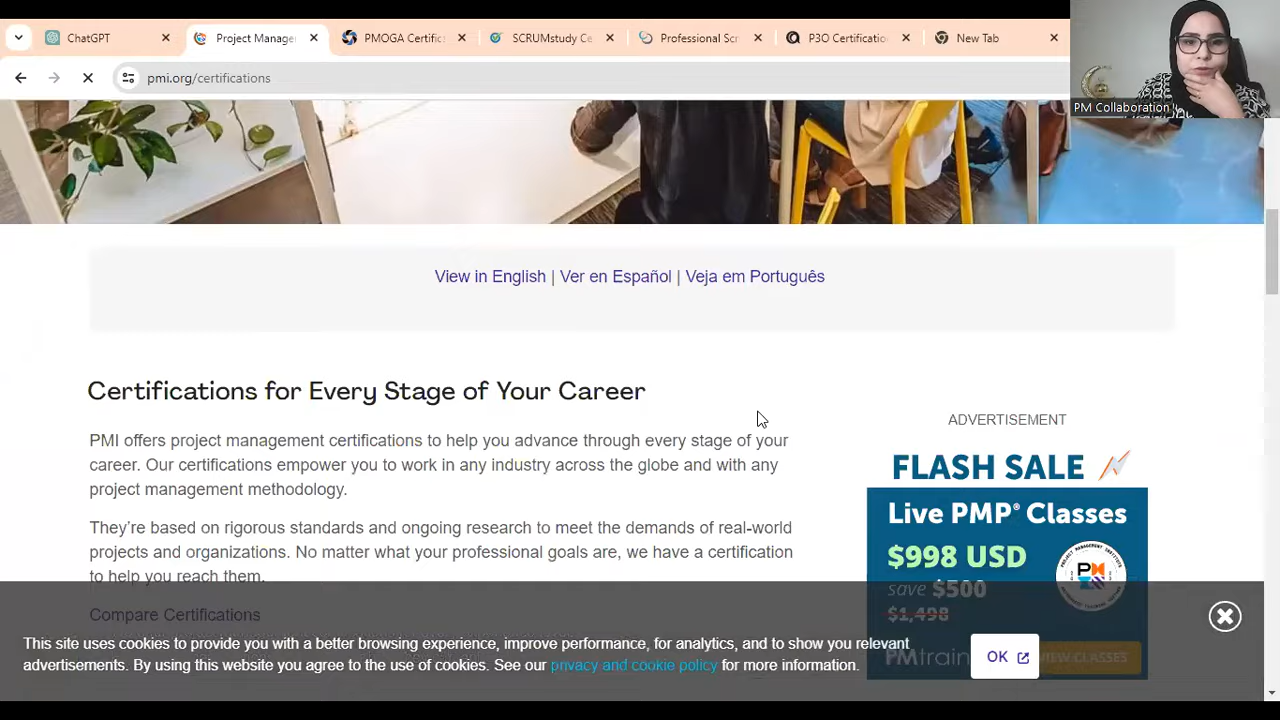 ChatGPT
Project Manage
PMOGA Certific
SCRUMstudy Ce
Professional Scr
P3O Certificatio
New Tab
pmi.org/certifications
PM Collaboration
View in English | Ver en Español | Veja em Português
Certifications for Every Stage of Your Career
PMI offers project management certifications to help you advance through every stage of your
career. Our certifications empower you to work in any industry across the globe and with any
project management methodology.
They’re based on rigorous standards and ongoing research to meet the demands of real-world
projects and organizations. No matter what your professional goals are, we have a certification
to help you reach them.
Compare Certifications
ADVERTISEMENT
FLASH SALE
Live PMP® Classes
$998 USD
save $500
$1,498
PMtrain
VIEW CLASSES
This site uses cookies to provide you with a better browsing experience, improve performance, for analytics, and to show you relevant
advertisements. By using this website you agree to the use of cookies. See our privacy and cookie policy for more information.
OK